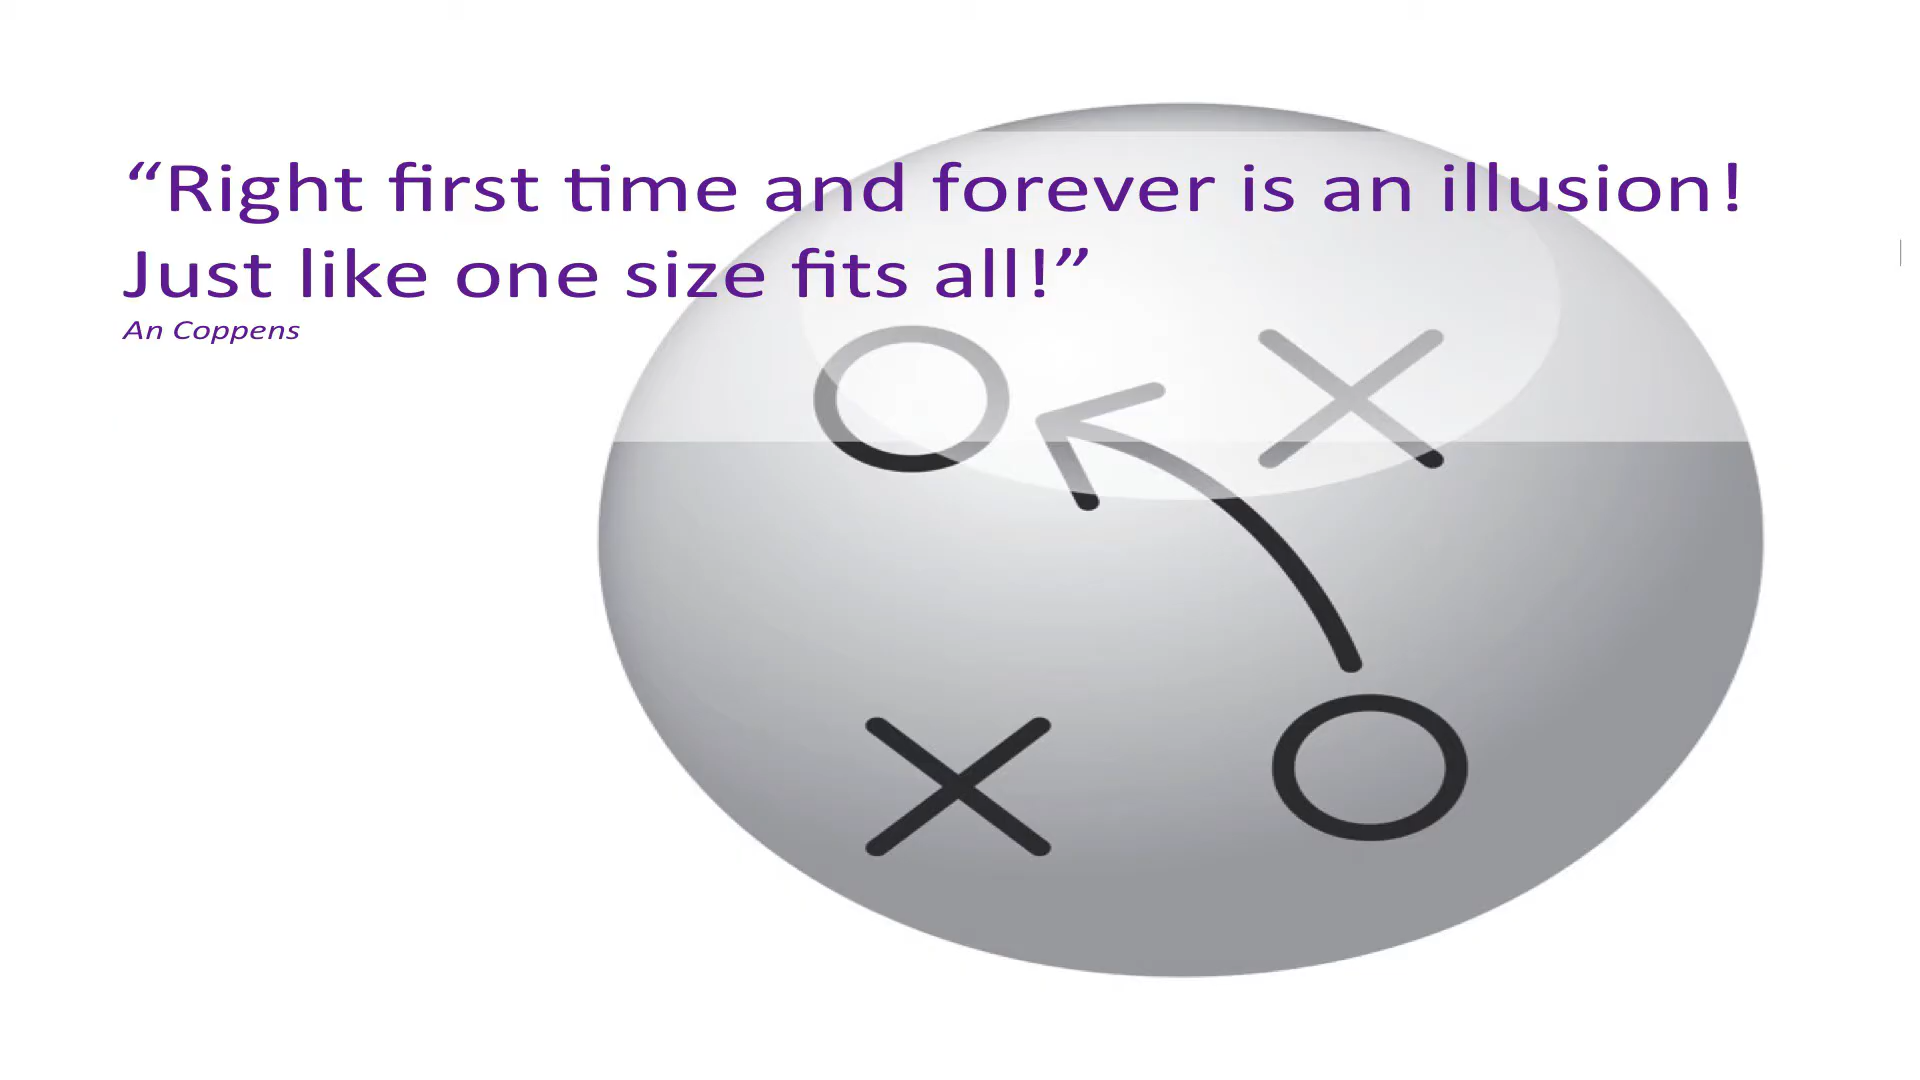 “Right first time and forever is an illusion!
Just like one size fits all!”
An Coppens